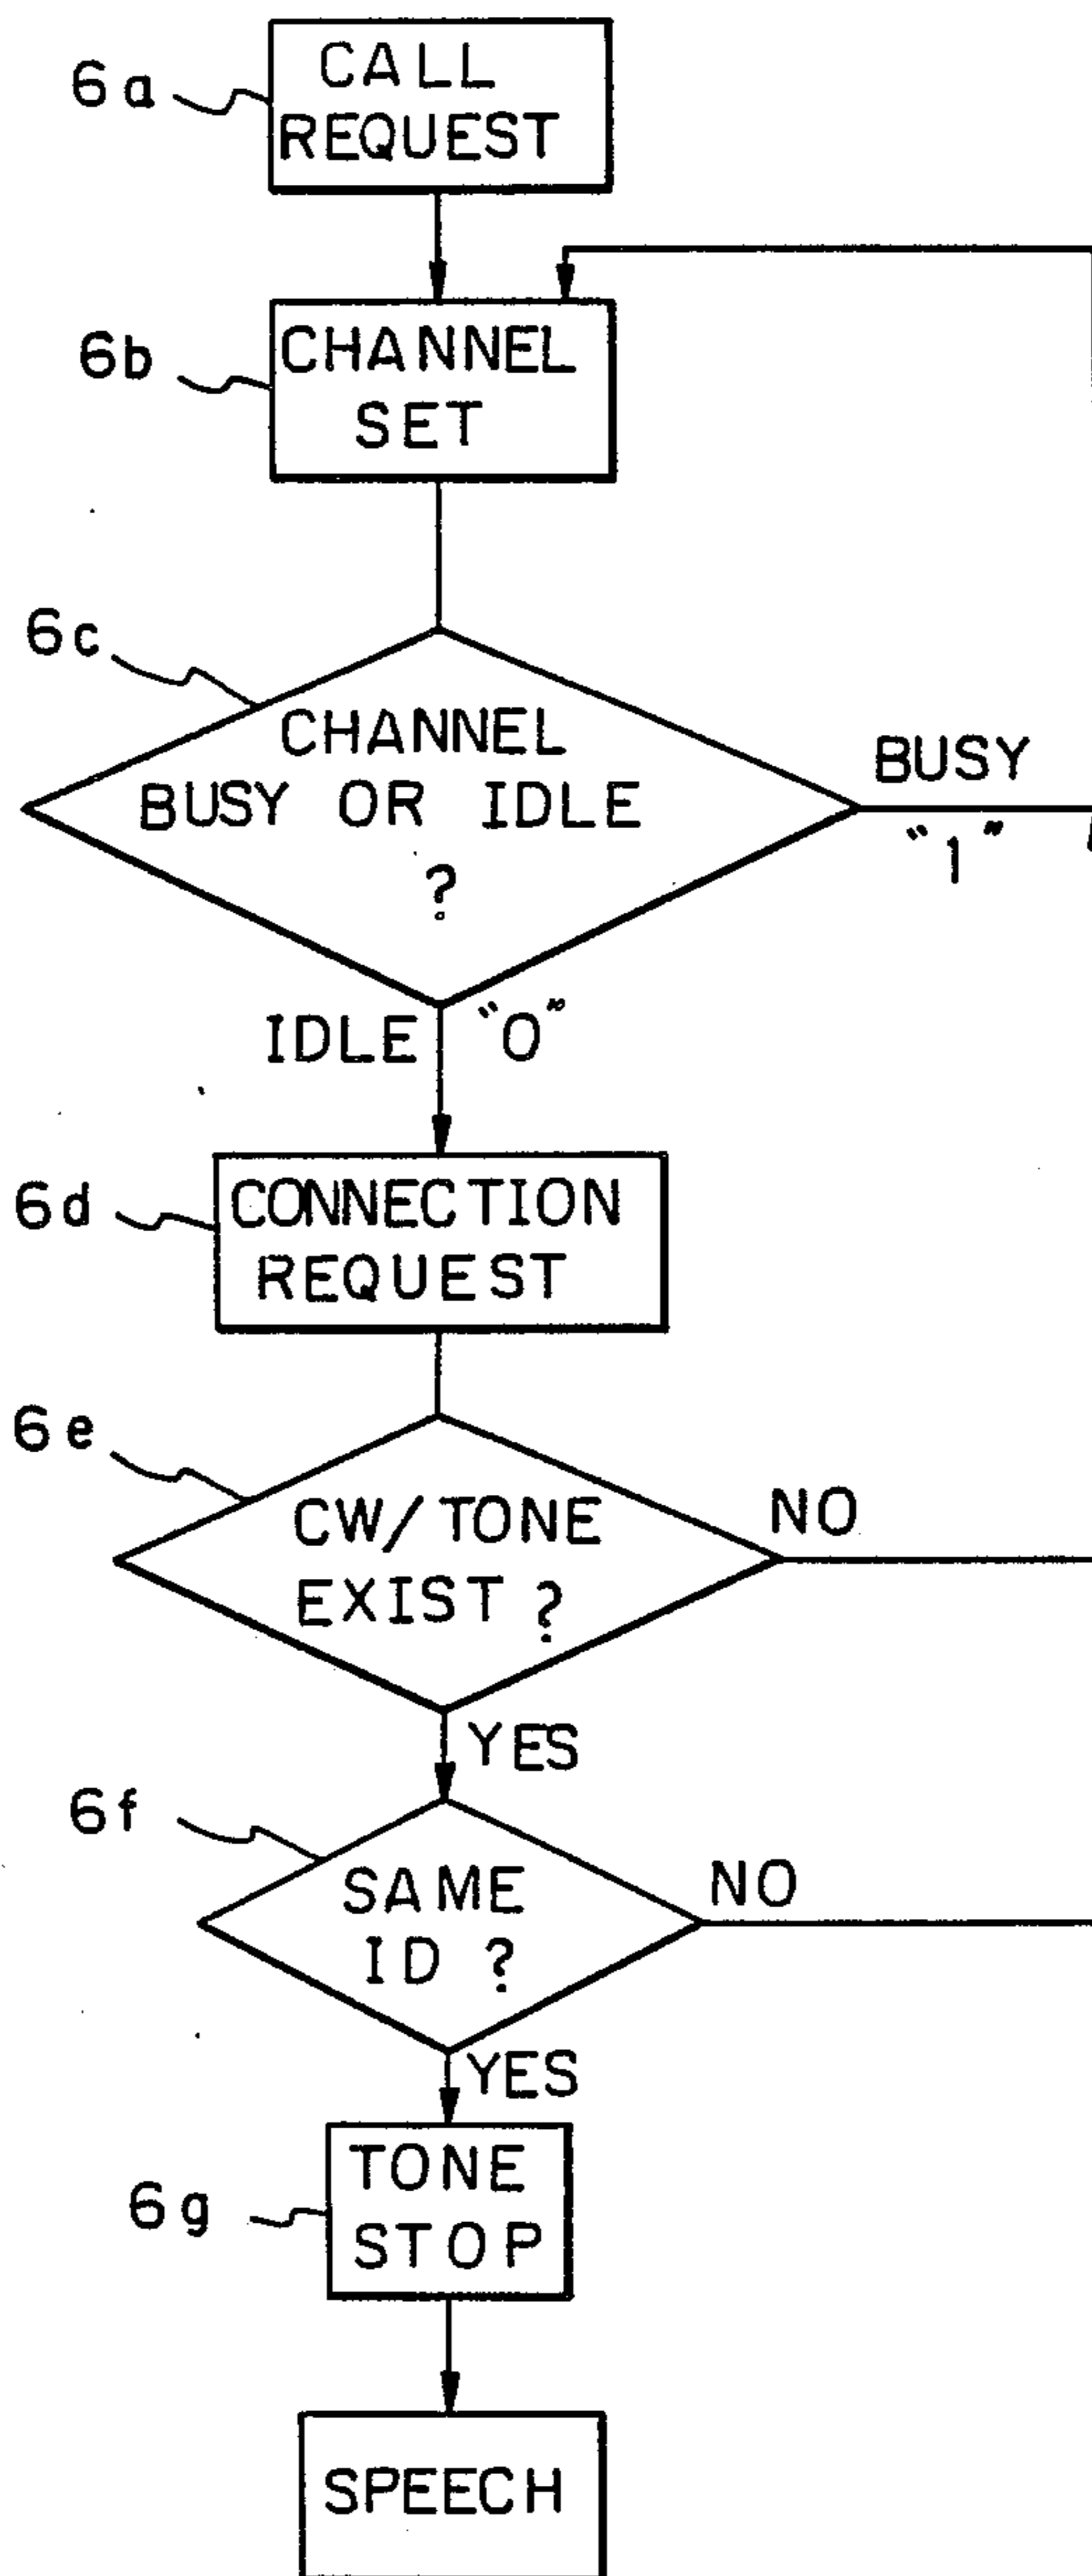 6a
CALL
REQUEST
6b
CHANNEL
SET
6c
CHANNEL
BUSY OR IDLE
?
BUSY
"1"
IDLE "0"
6d
CONNECTION
REQUEST
6e
CW/TONE
EXIST ?
NO
YES
6f
SAME
ID ?
NO
YES
6g
TONE
STOP
SPEECH